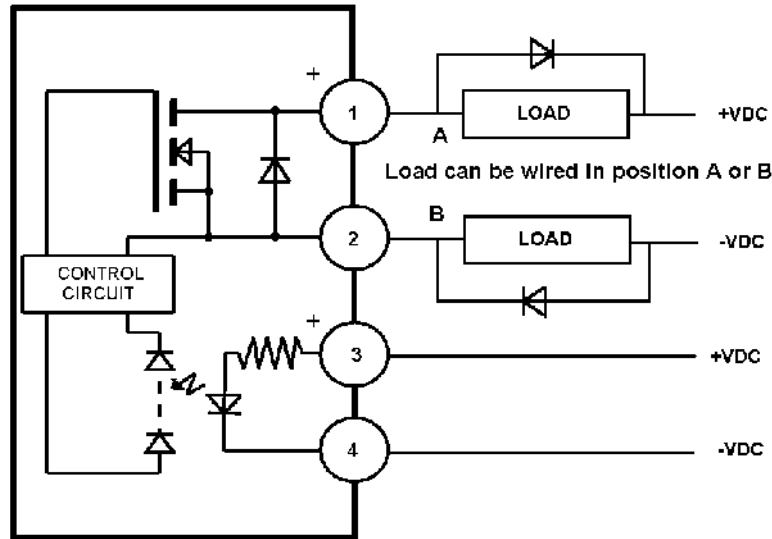 +
1
LOAD
+VDC
A
Load can be wired in position A or B
B
2
LOAD
-VDC
CONTROL
CIRCUIT
+
3
+VDC
4
-VDC